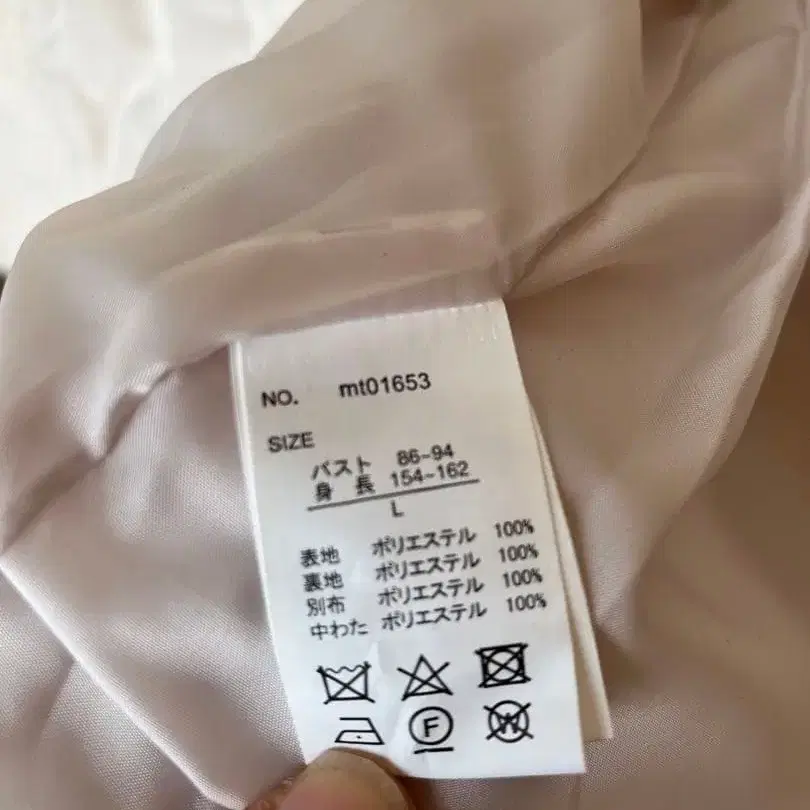 NO. mt01653
SIZE
バスト 86-94
身長 154-162
L
表地 ポリエステル 100%
裏地 ポリエステル 100%
別布 ポリエステル 100%
中わた ポリエステル 100%
F W